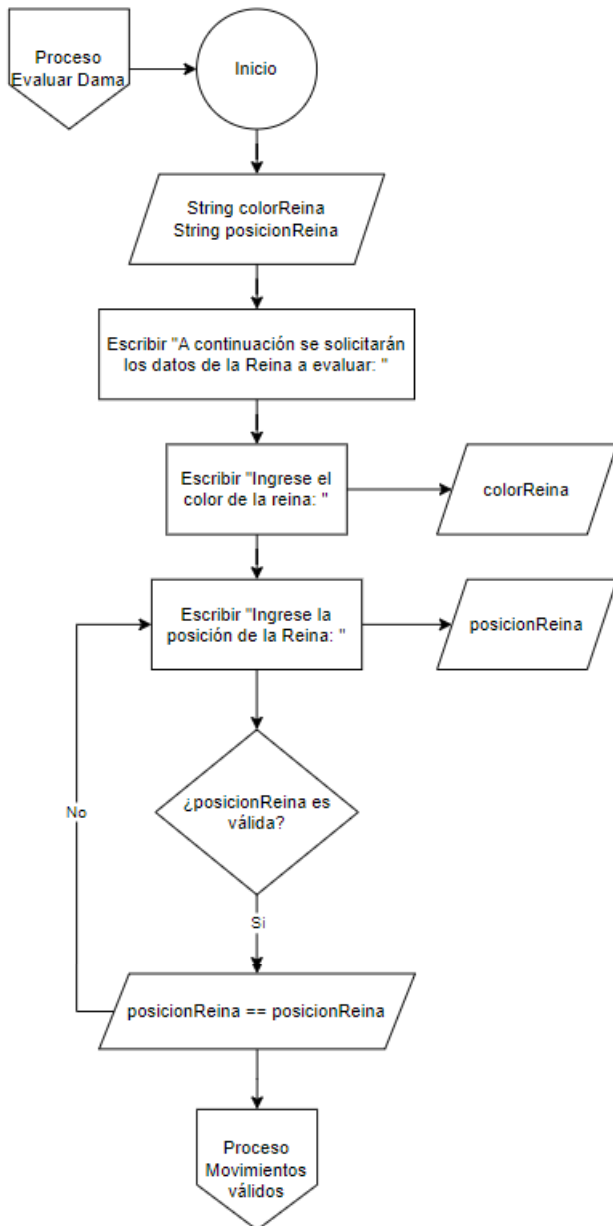 Proceso
Evaluar Dama
Inicio
String colorReina
String posicionReina
Escribir "A continuación se solicitarán
los datos de la Reina a evaluar: "
Escribir "Ingrese el
color de la reina: "
colorReina
Escribir "Ingrese la
posición de la Reina: "
posicionReina
¿posicionReina es
válida?
No
Si
posicionReina == posicionReina
Proceso
Movimientos
válidos